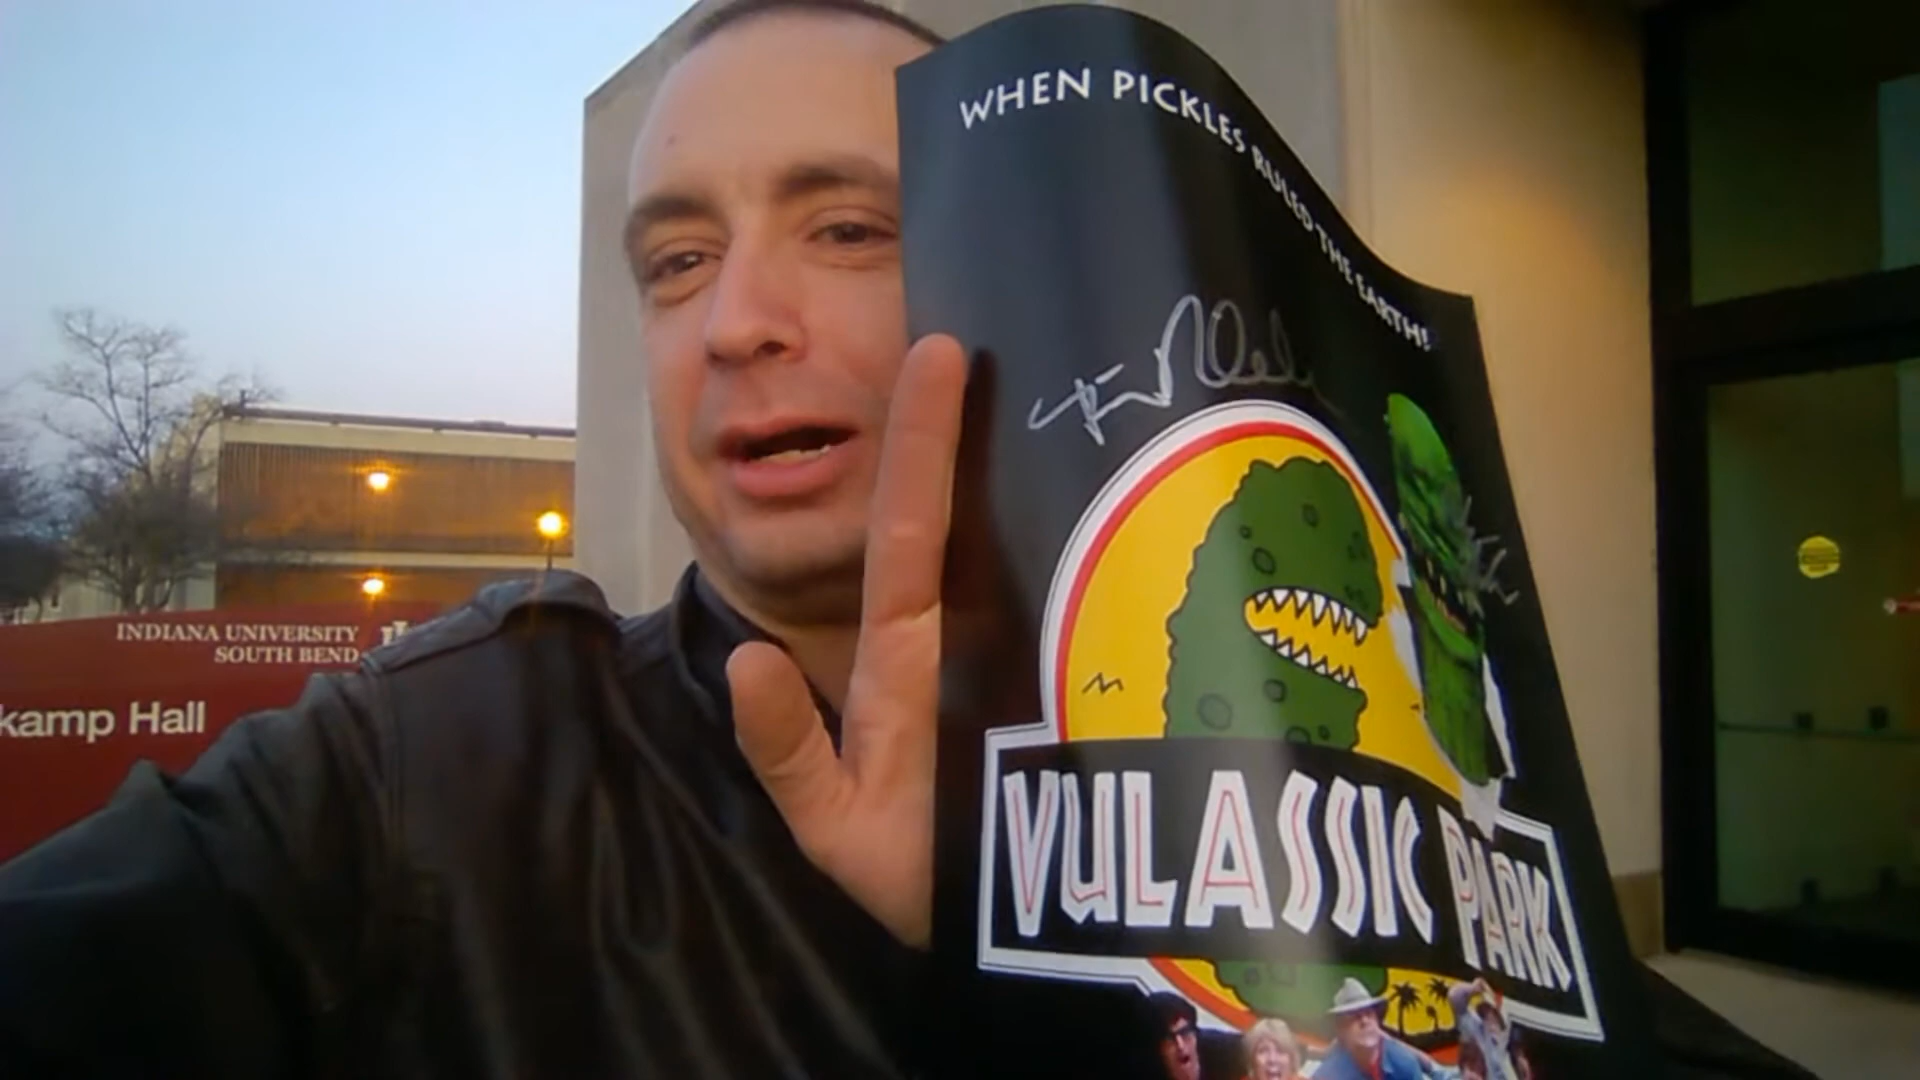 WHEN PICKLES RULED THE EARTH!
INDIANA UNIVERSITY
SOUTH BEND
kamp Hall
VULASSIC PARK